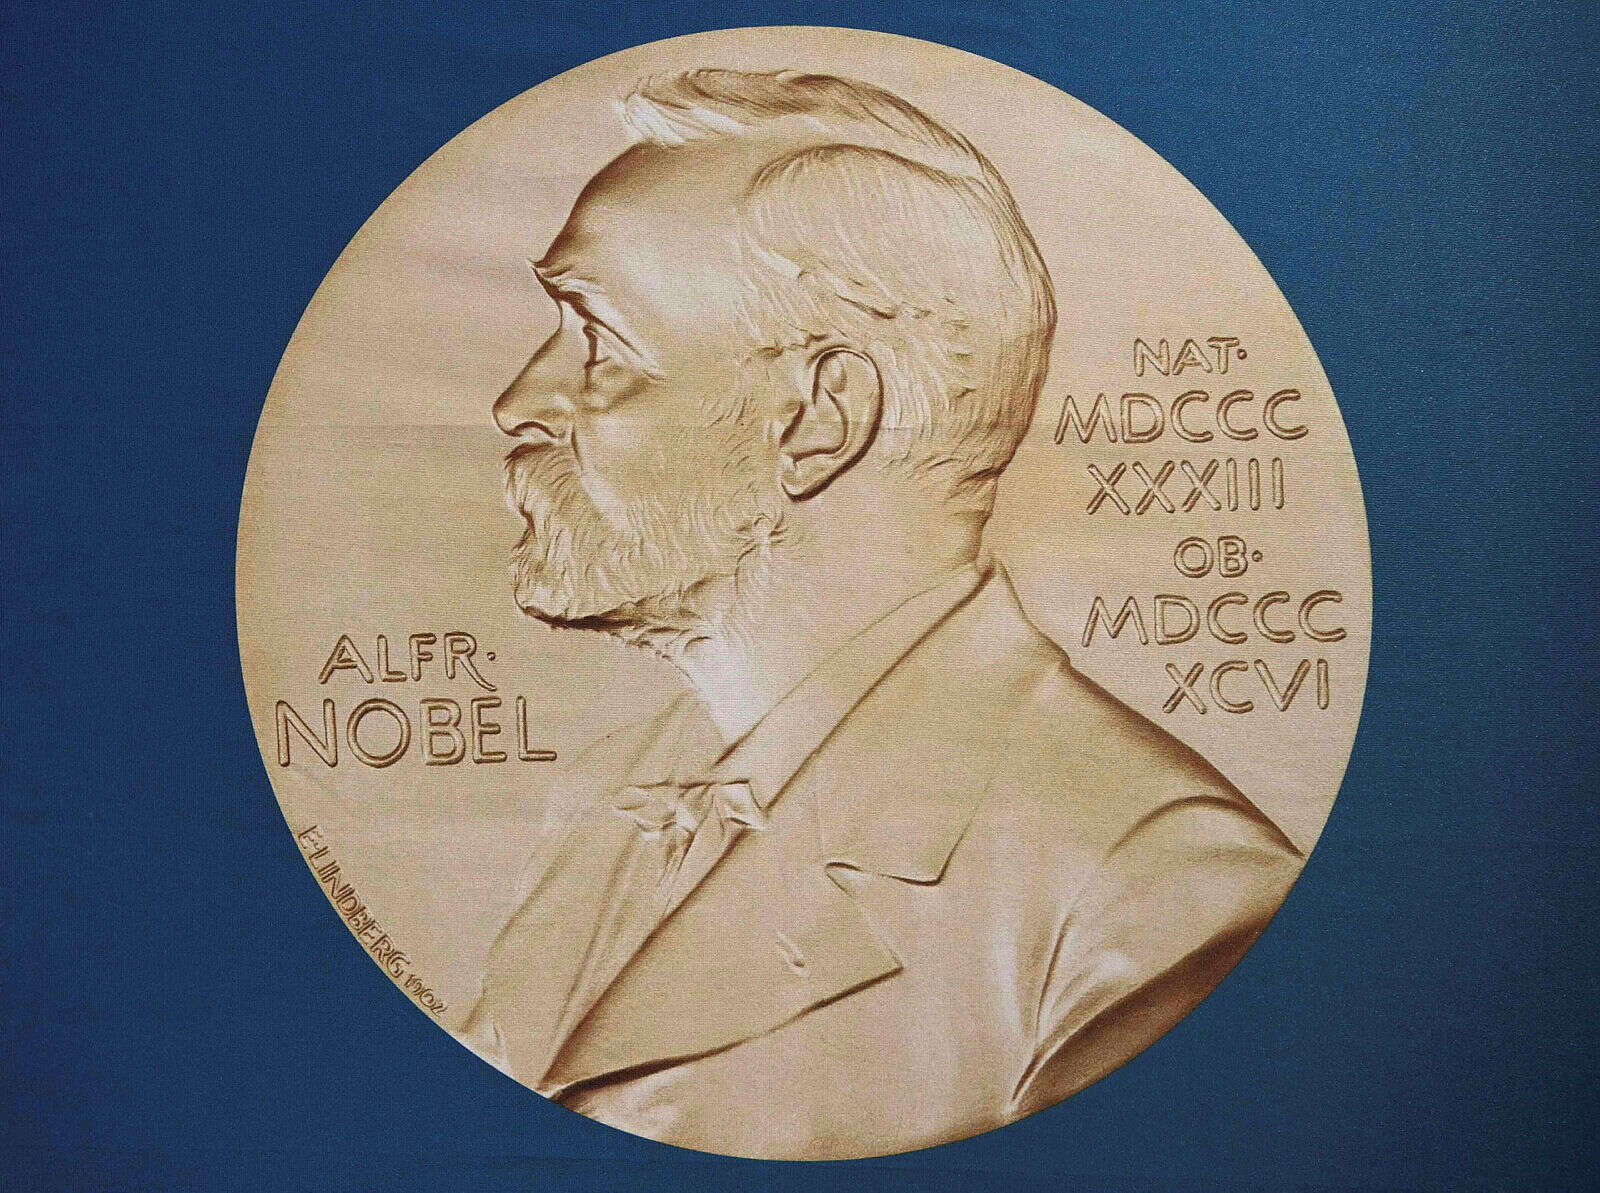 ALFR·
NOBEL
NAT·
MDCCC
XXXIII
OB·
MDCCC
XCVI
E·LINDBERG 1902